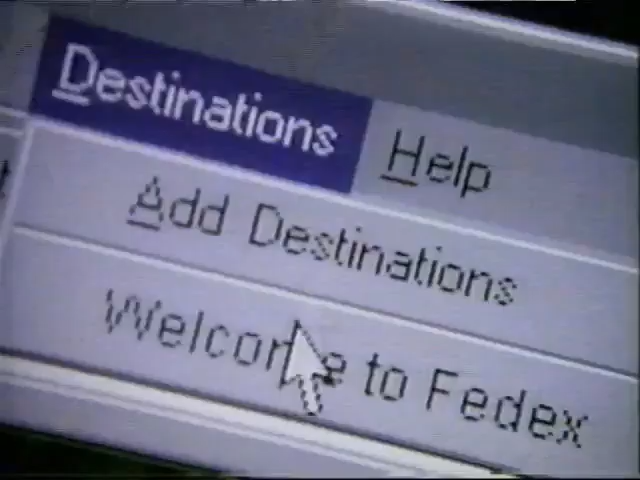 Destinations Help
Add Destinations
Welcome to Fedex